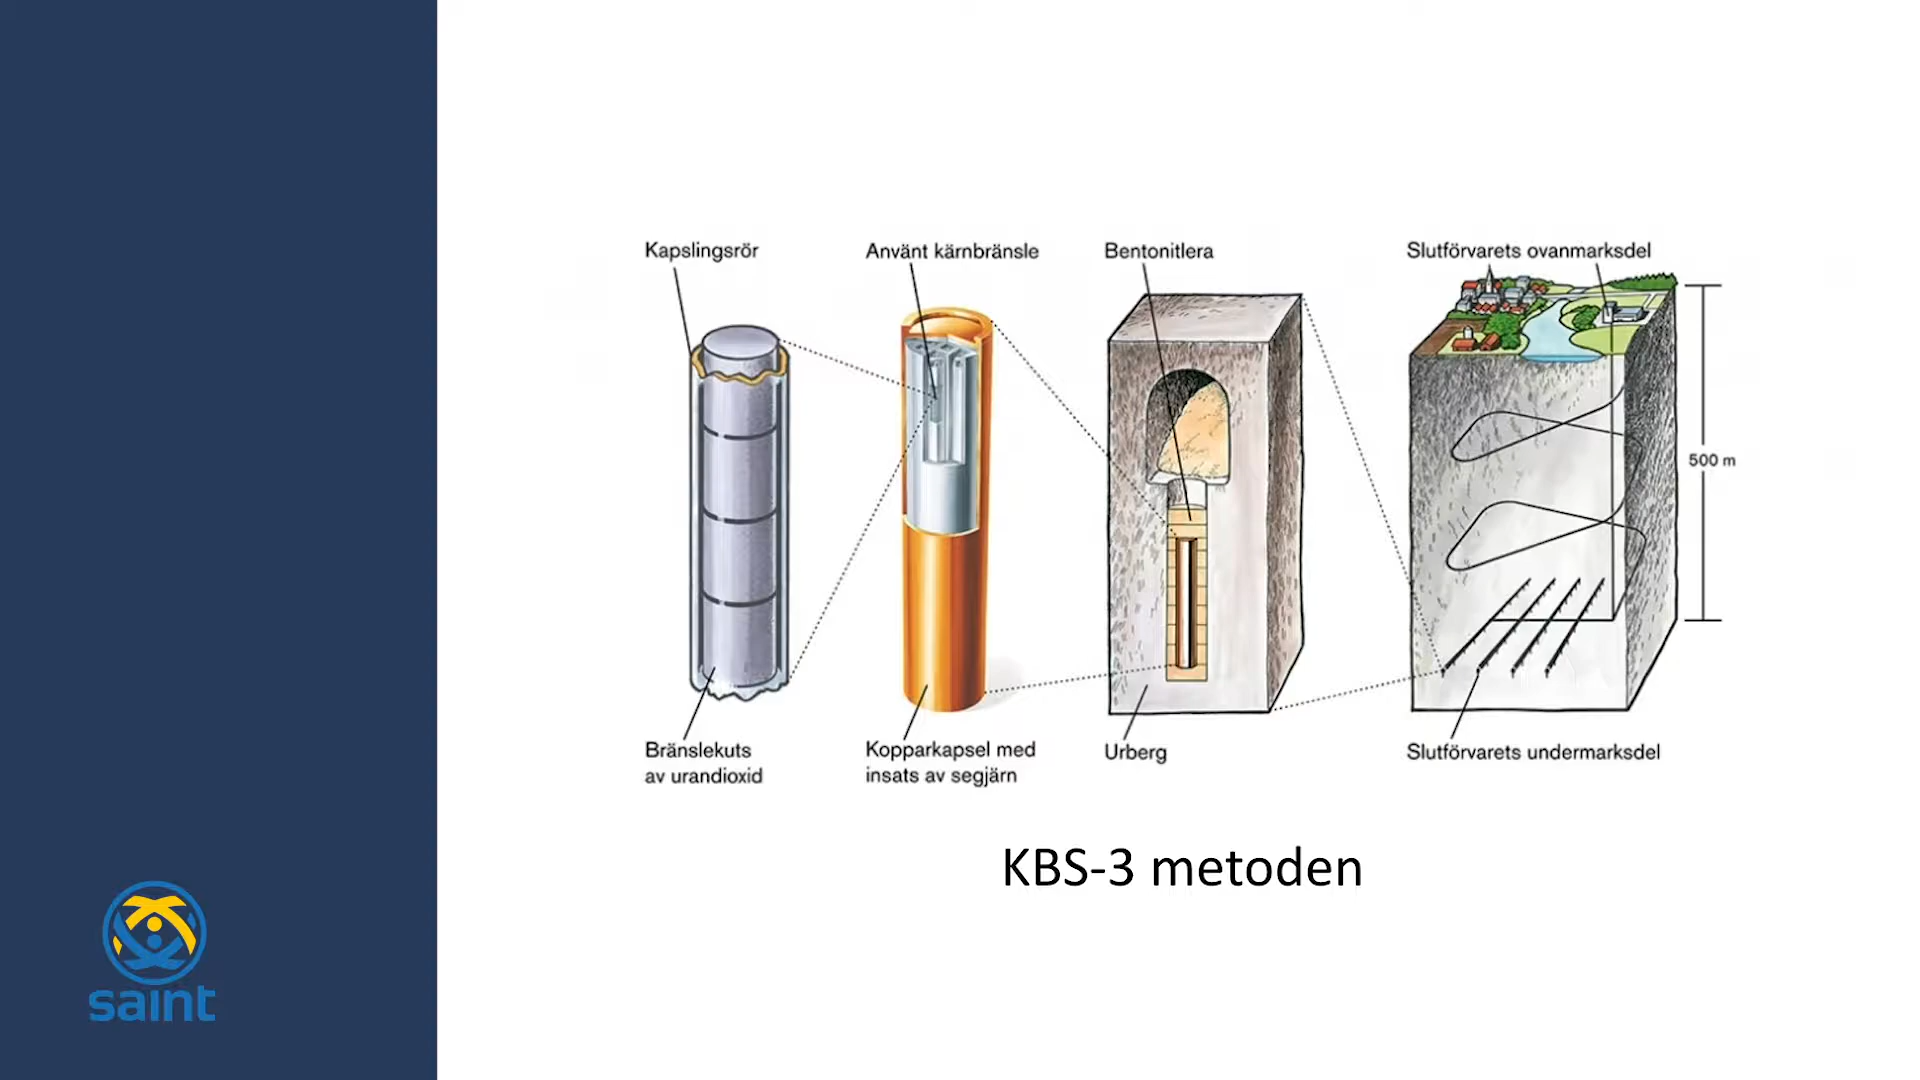 Kapslingsrör
Använt kärnbränsle
Bentonitlera
Slutförvarets ovanmarksdel
500 m
Bränslekuts
av urandioxid
Kopparkapsel med
insats av segjärn
Urberg
Slutförvarets undermarksdel
KBS-3 metoden
saint